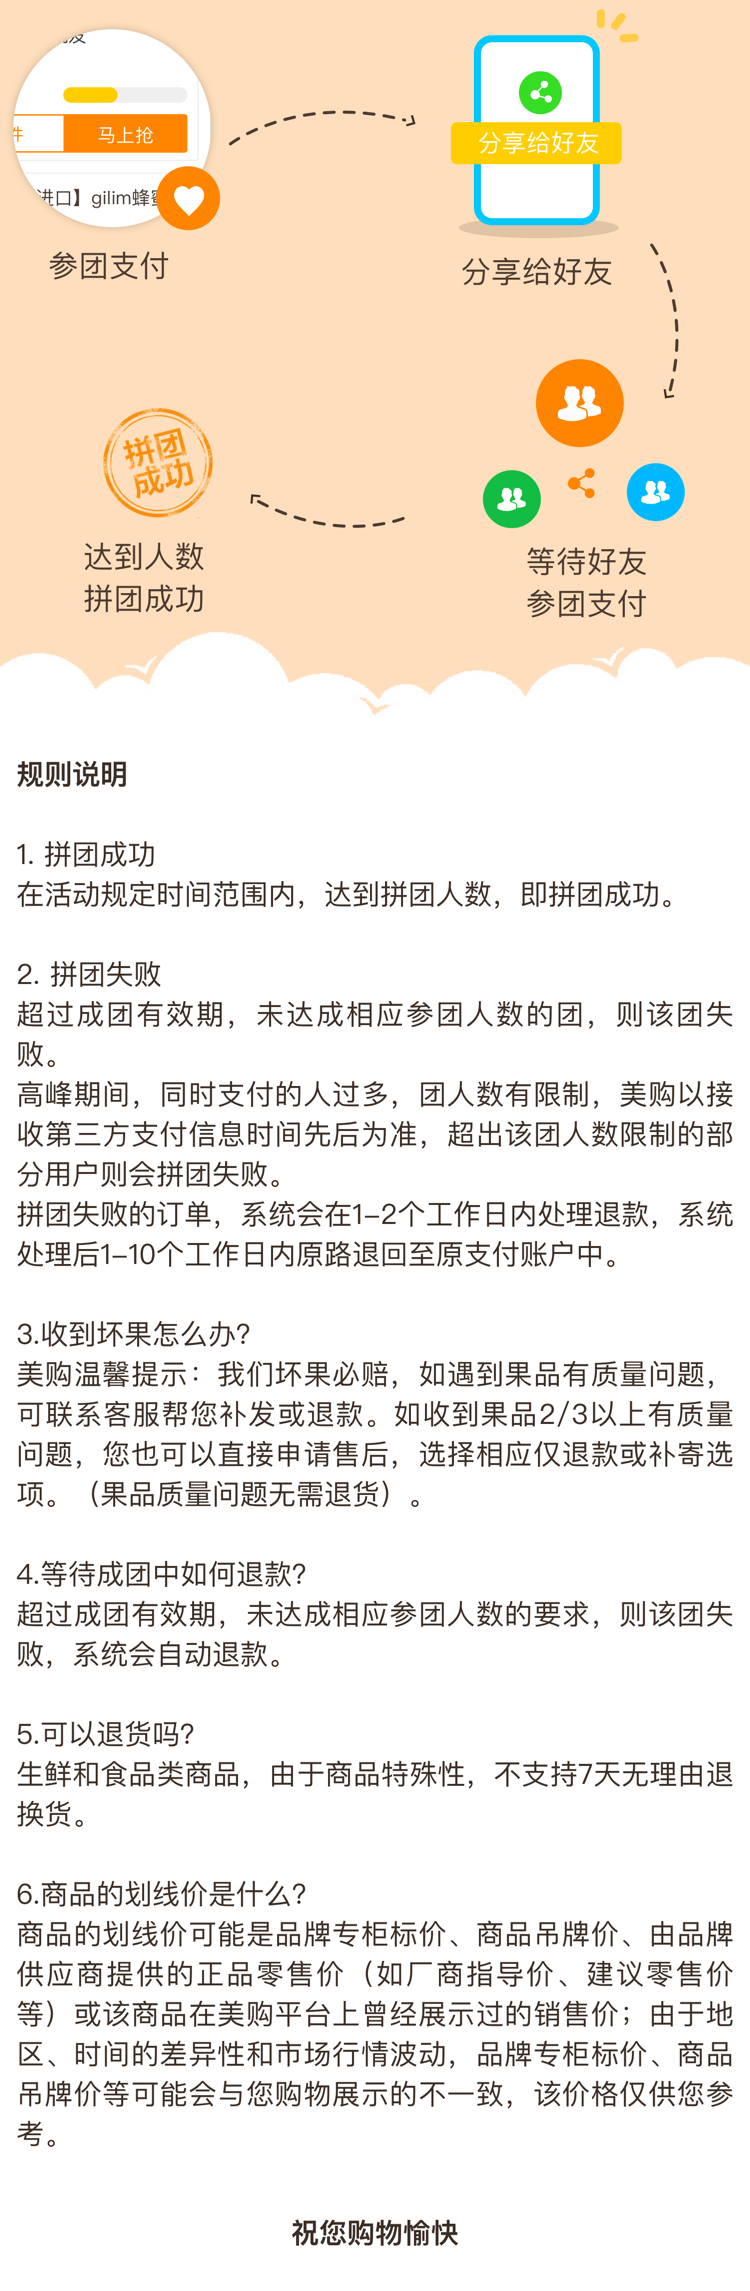 马上抢
进口】gilim蜂蜜
参团支付
分享给好友
分享给好友
等待好友
参团支付
拼团
成功
达到人数
拼团成功
规则说明
1. 拼团成功
在活动规定时间范围内，达到拼团人数，即拼团成功。
2. 拼团失败
超过成团有效期，未达成相应参团人数的团，则该团失
败。
高峰期间，同时支付的人过多，团人数有限制，美购以接
收第三方支付信息时间先后为准，超出该团人数限制的部
分用户则会拼团失败。
拼团失败的订单，系统会在1–2个工作日内处理退款，系统
处理后1–10个工作日内原路退回至原支付账户中。
3.收到坏果怎么办？
美购温馨提示：我们坏果必赔，如遇到果品有质量问题，
可联系客服帮您补发或退款。如收到果品2/3以上有质量
问题，您也可以直接申请售后，选择相应仅退款或补寄选
项。（果品质量问题无需退货）。
4.等待成团中如何退款？
超过成团有效期，未达成相应参团人数的要求，则该团失
败，系统会自动退款。
5.可以退货吗？
生鲜和食品类商品，由于商品特殊性，不支持7天无理由退
换货。
6.商品的划线价是什么？
商品的划线价可能是品牌专柜标价、商品吊牌价、由品牌
供应商提供的正品零售价（如厂商指导价、建议零售价
等）或该商品在美购平台上曾经展示过的销售价；由于地
区、时间的差异性和市场行情波动，品牌专柜标价、商品
吊牌价等可能会与您购物展示的不一致，该价格仅供您参
考。
祝您购物愉快